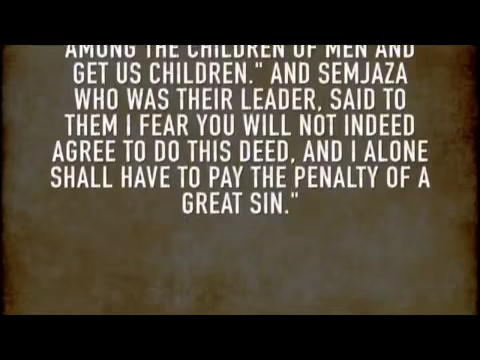 AMONG THE CHILDREN OF MEN AND
GET US CHILDREN." AND SEMJAZA
WHO WAS THEIR LEADER, SAID TO
THEM I FEAR YOU WILL NOT INDEED
AGREE TO DO THIS DEED, AND I ALONE
SHALL HAVE TO PAY THE PENALTY OF A
GREAT SIN."